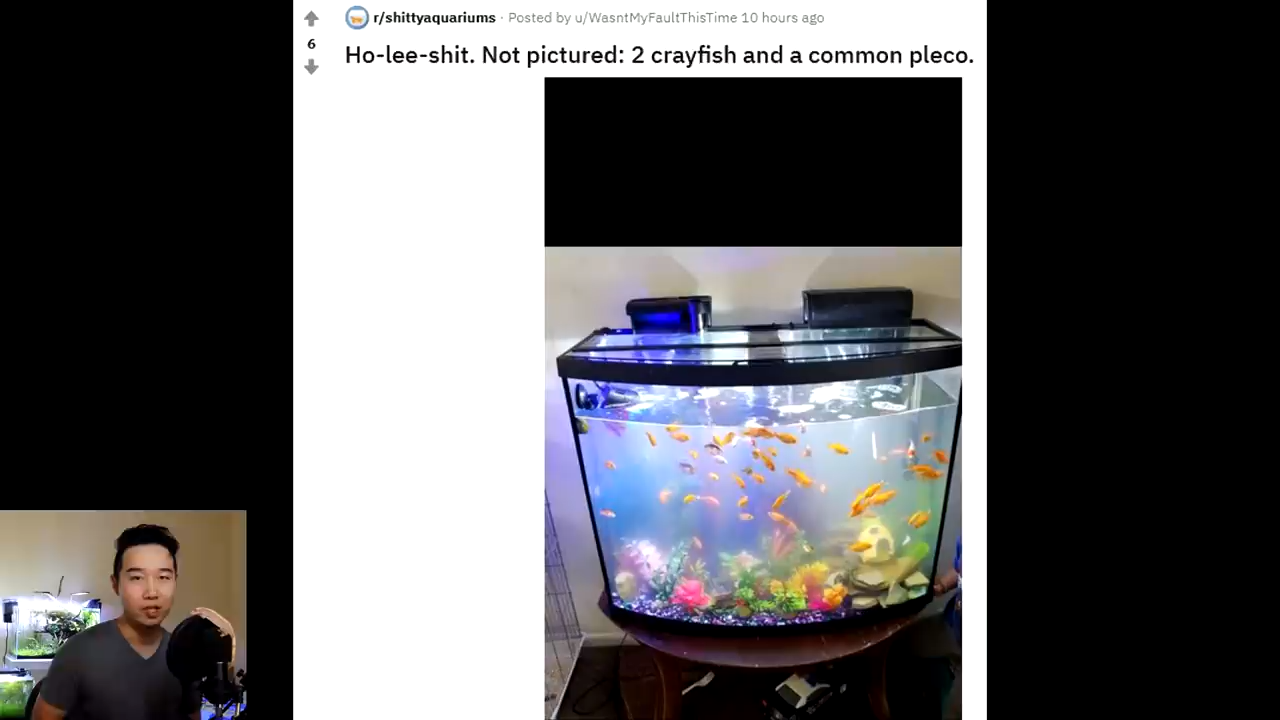 r/shittyaquariums · Posted by u/WasntMyFaultThisTime 10 hours ago
6
Ho-lee-shit. Not pictured: 2 crayfish and a common pleco.